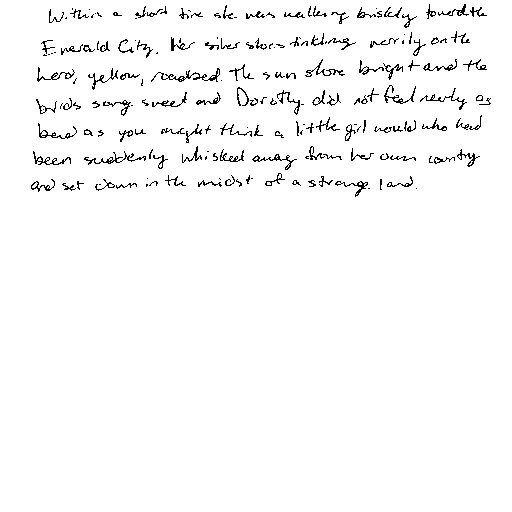 Within a short time she was walking briskly toward the
Emerald City. Her silver shoes tinkling merrily on the
hard, yellow, roadbed. The sun shone bright and the
birds song sweet and Dorothy did not feel nearly as
bad as you might think a little girl would who had
been suddenly whisked away from her own country
and set down in the midst of a strange land.